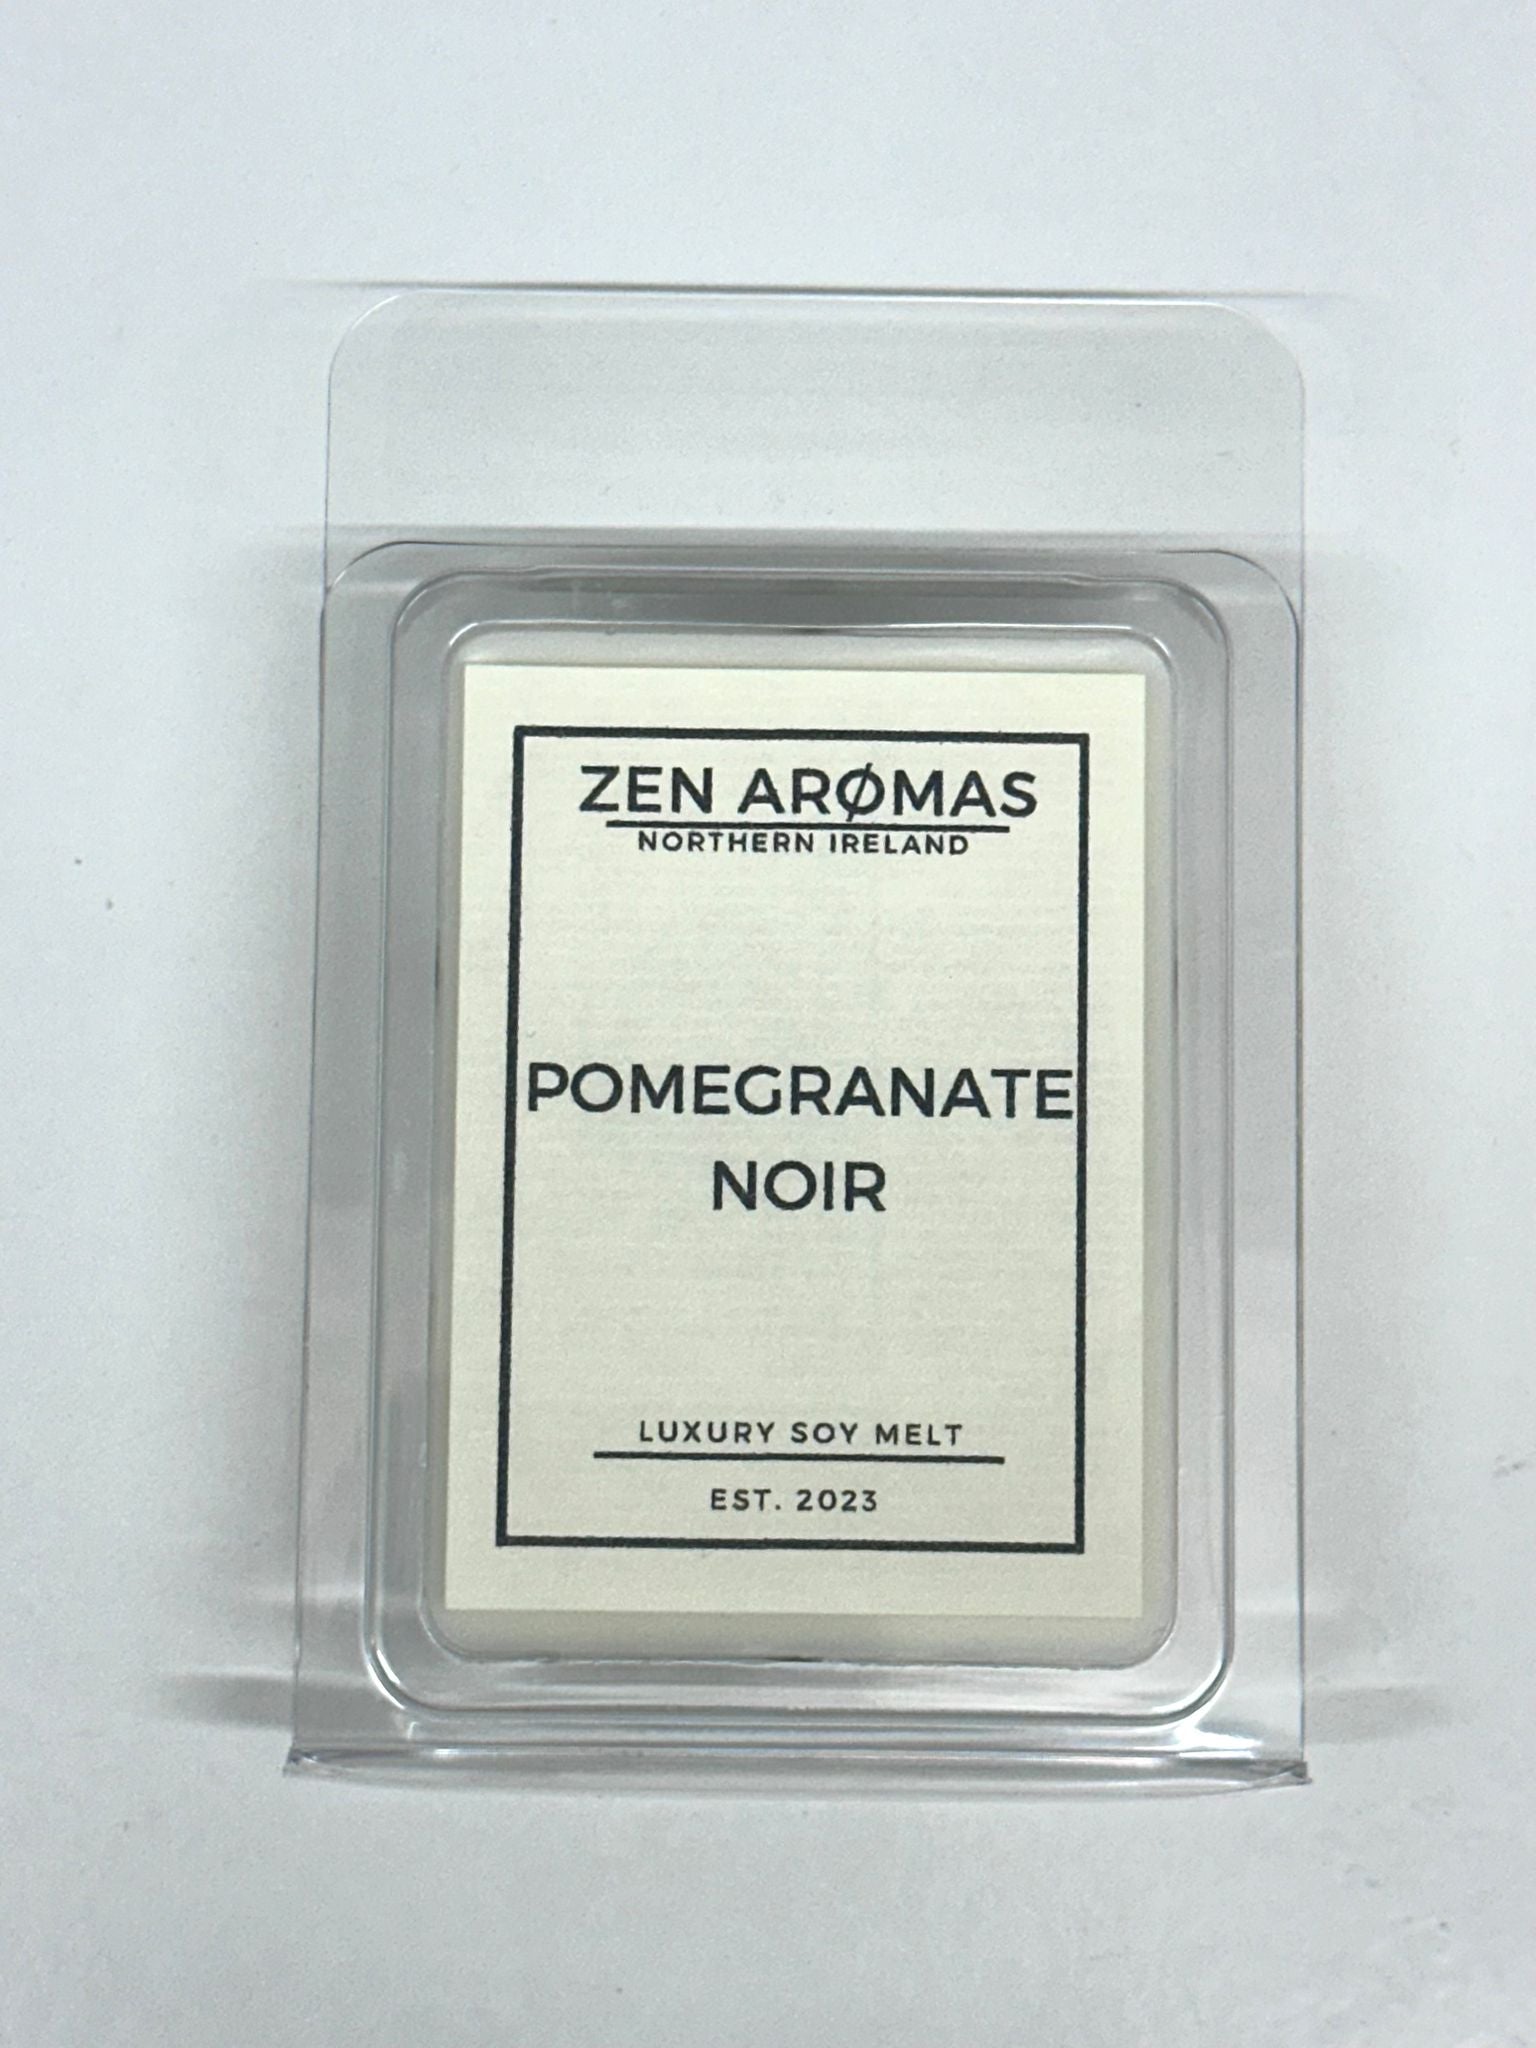 ZEN ARØMAS
NORTHERN IRELAND
POMEGRANATE
NOIR
LUXURY SOY MELT
EST. 2023